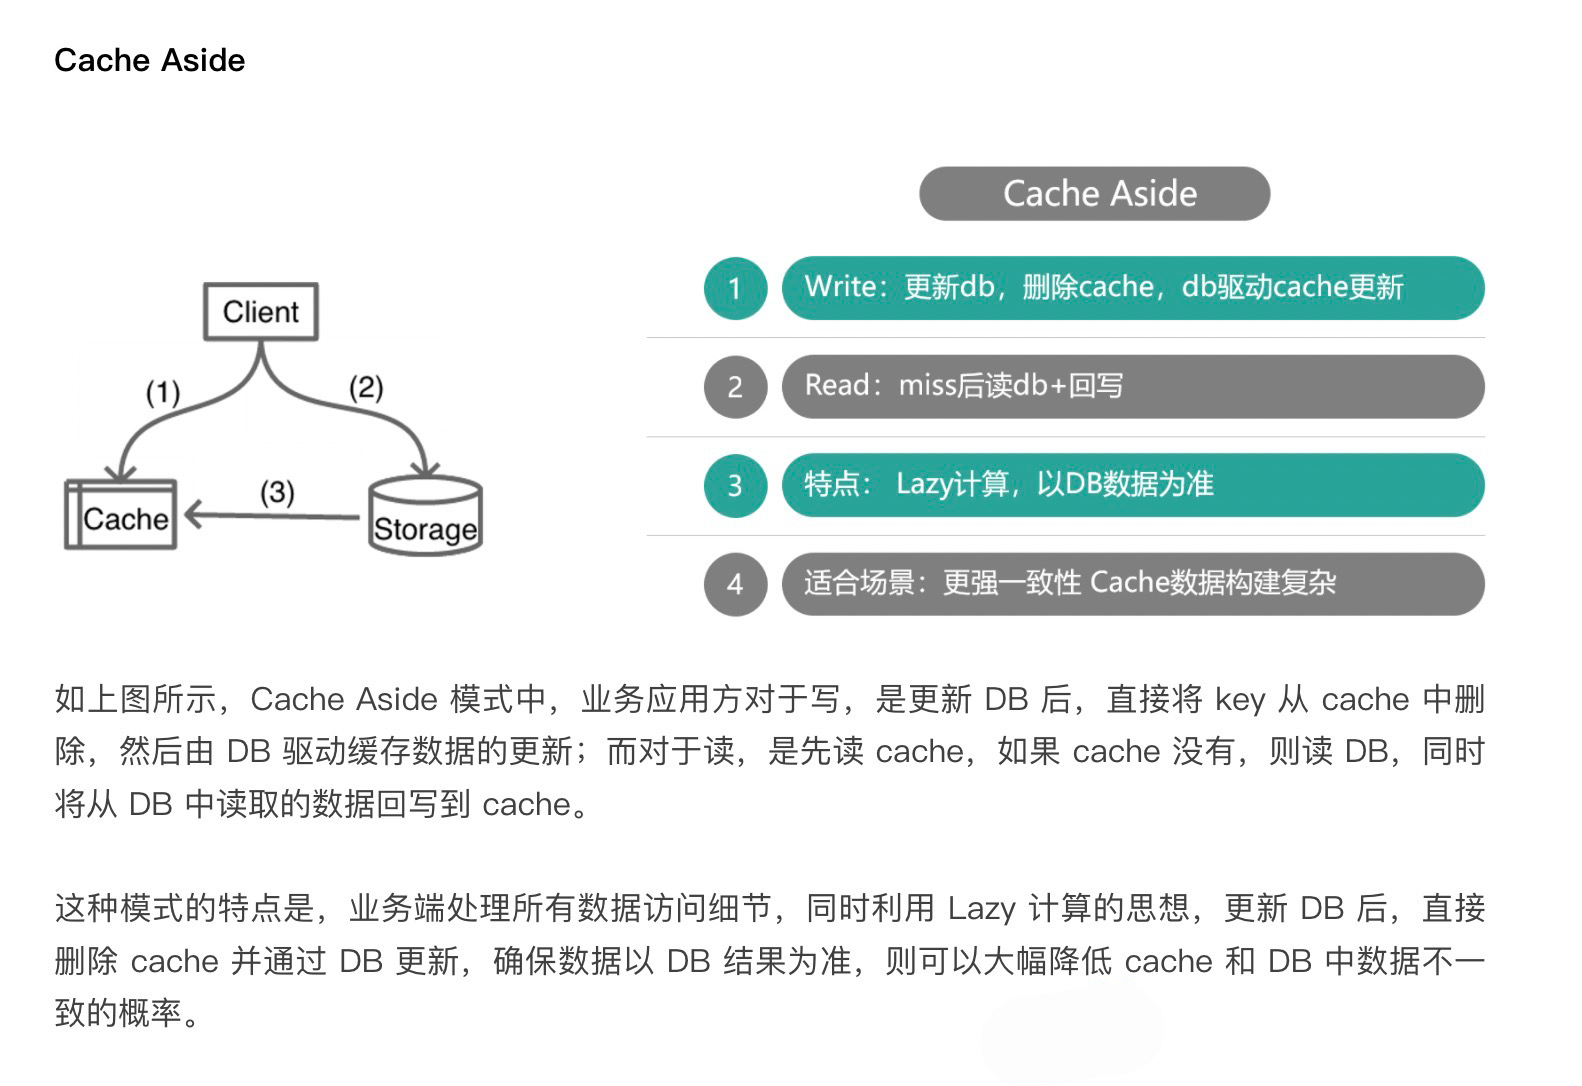 Cache Aside
Cache Aside
1 Write：更新db，删除cache，db驱动cache更新
Client
(1) (2)
2 Read：miss后读db+回写
3 特点： Lazy计算，以DB数据为准
(3)
Cache
Storage
4 适合场景：更强一致性 Cache数据构建复杂
如上图所示，Cache Aside 模式中，业务应用方对于写，是更新 DB 后，直接将 key 从 cache 中删
除，然后由 DB 驱动缓存数据的更新；而对于读，是先读 cache，如果 cache 没有，则读 DB，同时
将从 DB 中读取的数据回写到 cache。
这种模式的特点是，业务端处理所有数据访问细节，同时利用 Lazy 计算的思想，更新 DB 后，直接
删除 cache 并通过 DB 更新，确保数据以 DB 结果为准，则可以大幅降低 cache 和 DB 中数据不一
致的概率。